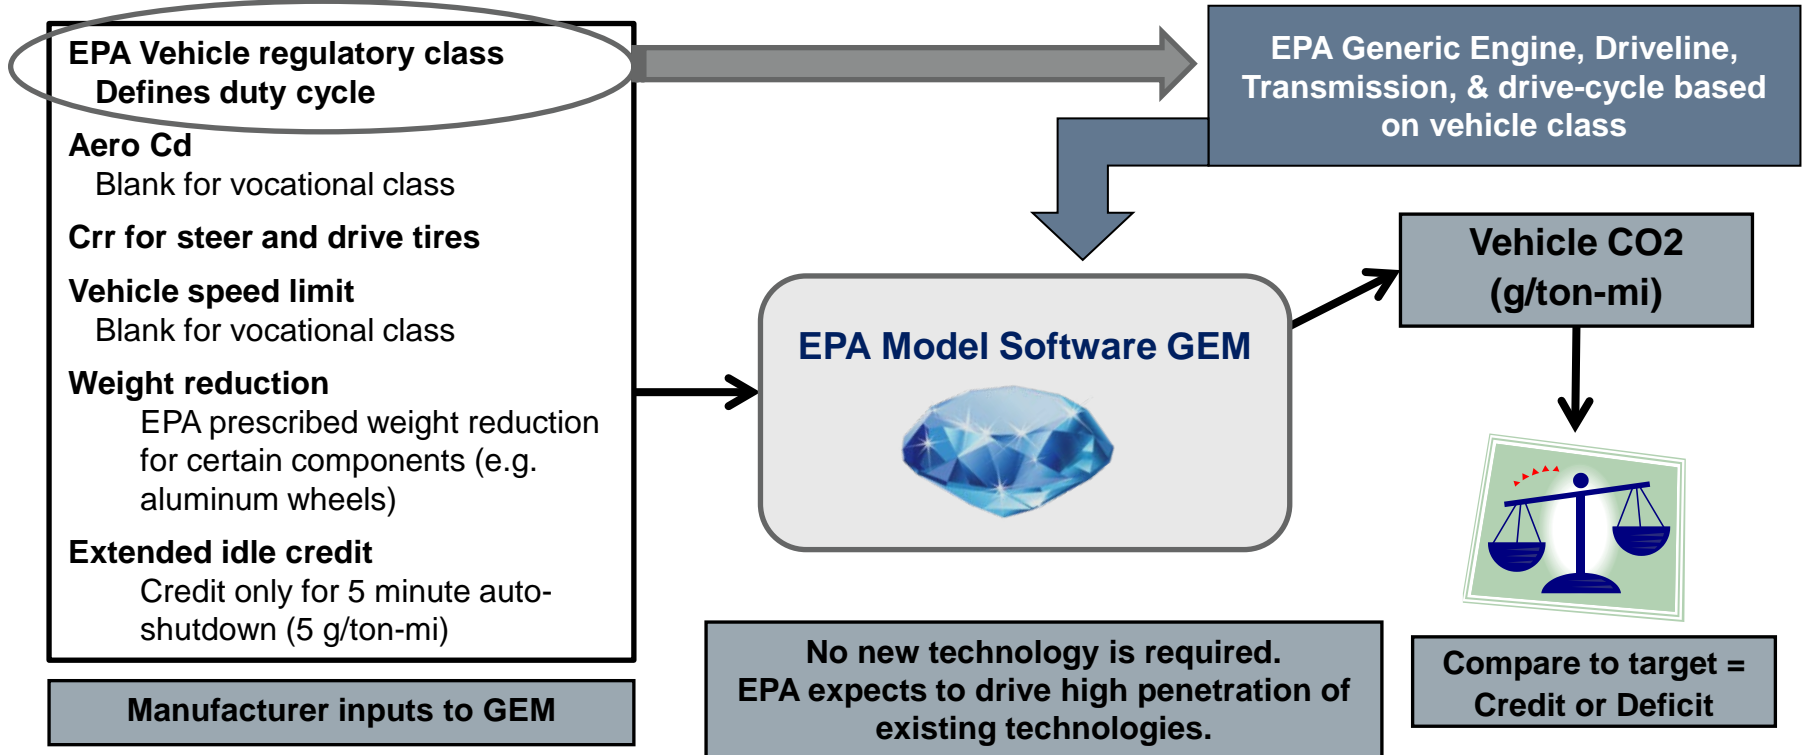 EPA Vehicle regulatory class
Defines duty cycle
Aero Cd
Blank for vocational class
Crr for steer and drive tires
Vehicle speed limit
Blank for vocational class
Weight reduction
EPA prescribed weight reduction
for certain components (e.g.
aluminum wheels)
Extended idle credit
Credit only for 5 minute auto-
shutdown (5 g/ton-mi)
Manufacturer inputs to GEM
EPA Generic Engine, Driveline,
Transmission, & drive-cycle based
on vehicle class
EPA Model Software GEM
Vehicle CO2
(g/ton-mi)
No new technology is required.
EPA expects to drive high penetration of
existing technologies.
Compare to target =
Credit or Deficit